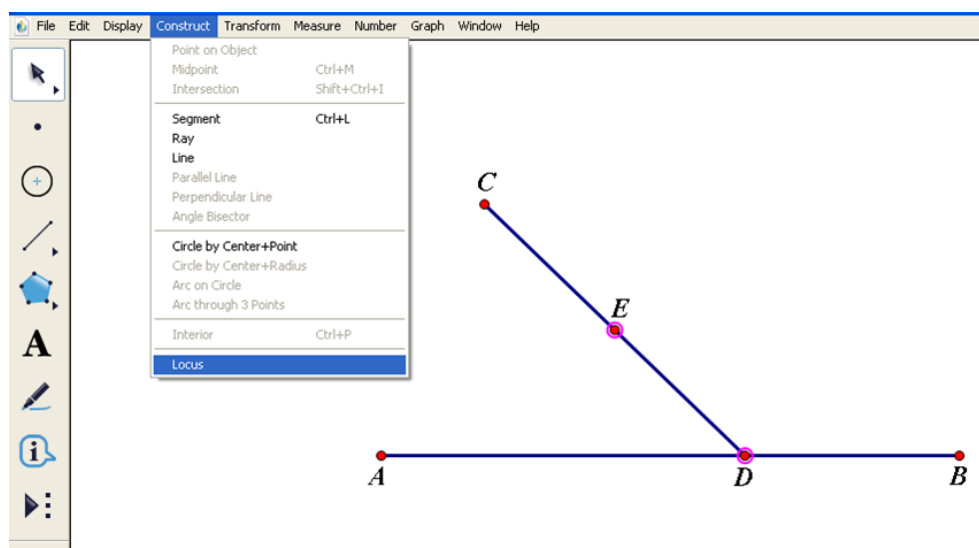 File Edit Display Construct Transform Measure Number Graph Window Help
Point on Object
Midpoint Ctrl+M
Intersection Shift+Ctrl+I
Segment Ctrl+L
Ray
Line
Parallel Line
Perpendicular Line
Angle Bisector
Circle by Center+Point
Circle by Center+Radius
Arc on Circle
Arc through 3 Points
Interior Ctrl+P
Locus
A
i
C
E
A D B